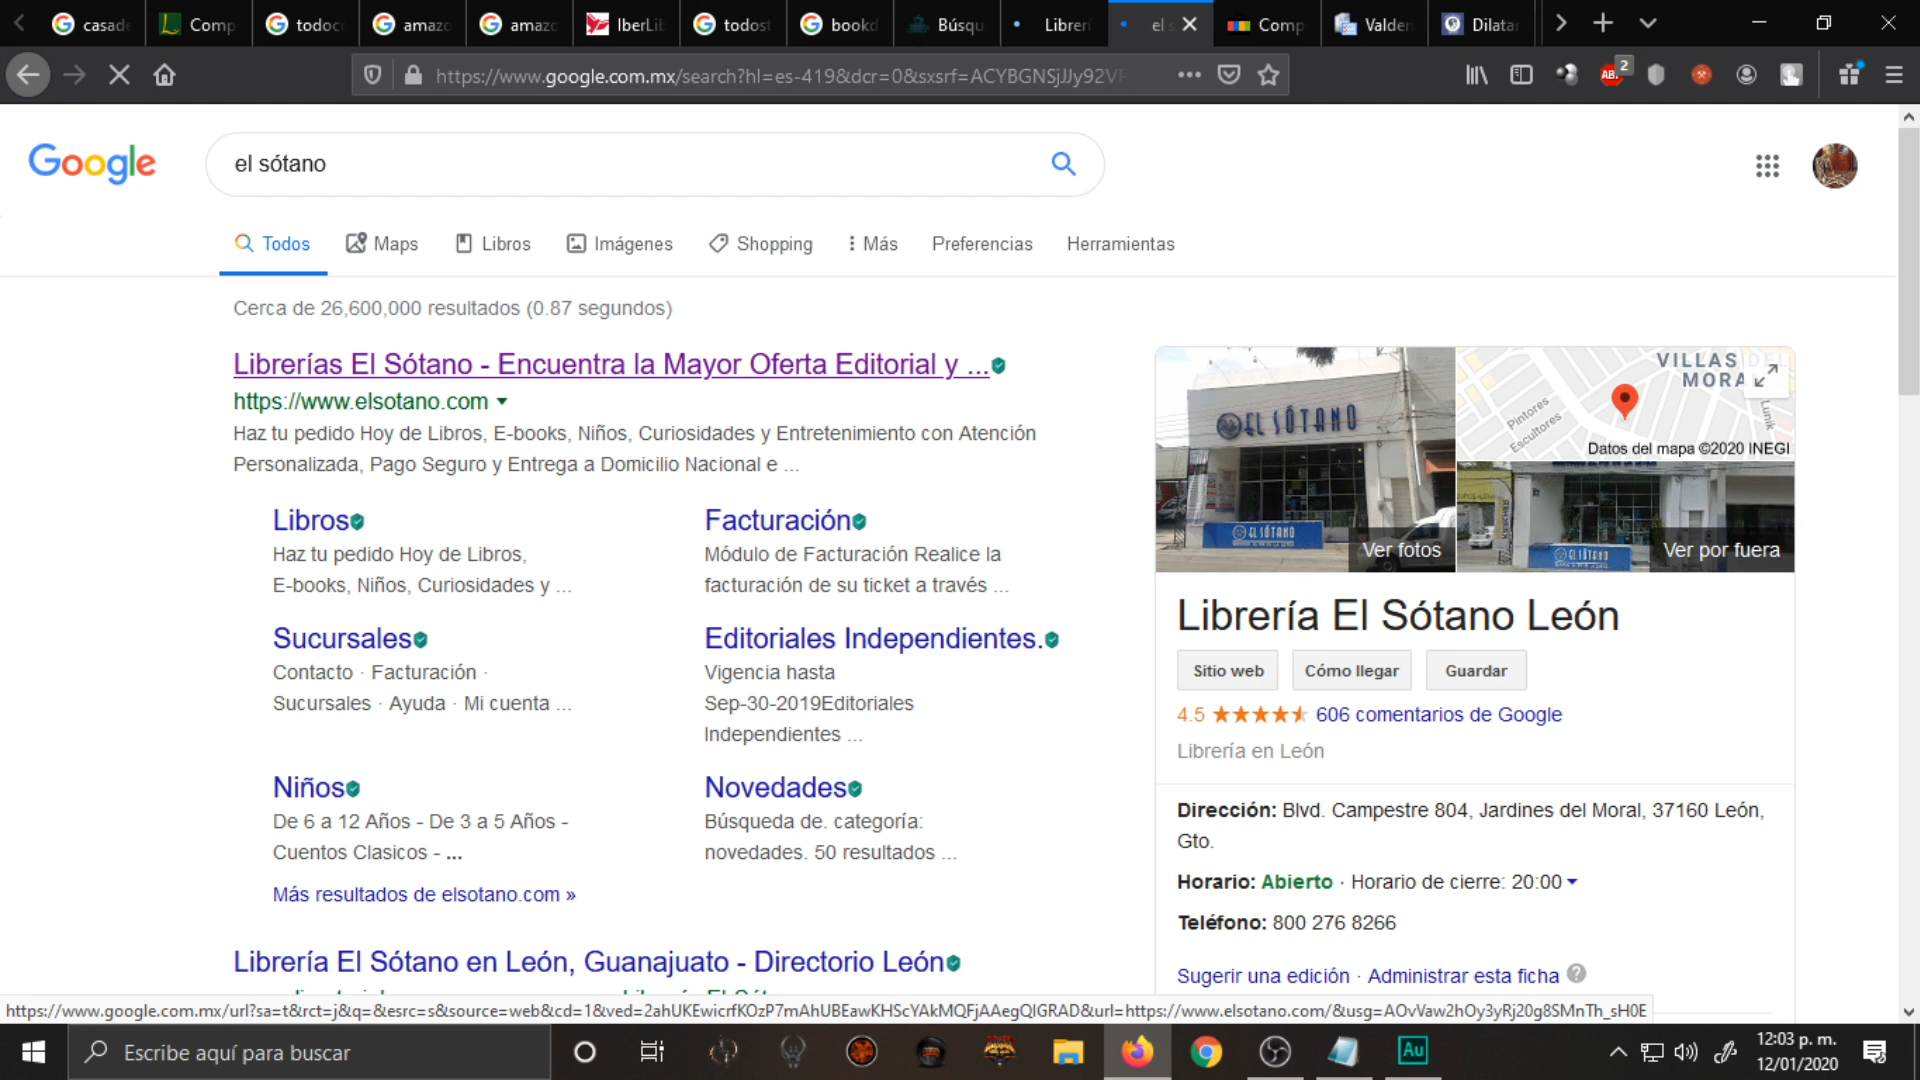 casad
Comp
todoc
amazo
amazo
IberLib
todost
bookd
Búsqu
Librerí
el s
Comp
Valden
Dilatar
https://www.google.com.mx/search?hl=es-419&dcr=0&sxsrf=ACYBGNSjJJy92VF
ABP
2
Google
el sótano
Todos
Maps
Libros
Imágenes
Shopping
Más
Preferencias
Herramientas
Cerca de 26,600,000 resultados (0.87 segundos)
Librerías El Sótano - Encuentra la Mayor Oferta Editorial y ...
https://www.elsotano.com
Haz tu pedido Hoy de Libros, E-books, Niños, Curiosidades y Entretenimiento con Atención
Personalizada, Pago Seguro y Entrega a Domicilio Nacional e ...
Libros
Haz tu pedido Hoy de Libros,
E-books, Niños, Curiosidades y ...
Facturación
Módulo de Facturación Realice la
facturación de su ticket a través ...
Sucursales
Contacto · Facturación ·
Sucursales · Ayuda · Mi cuenta ...
Editoriales Independientes.
Vigencia hasta
Sep-30-2019Editoriales
Independientes ...
Niños
De 6 a 12 Años - De 3 a 5 Años -
Cuentos Clasicos - ...
Novedades
Búsqueda de. categoría:
novedades. 50 resultados ...
Más resultados de elsotano.com »
Librería El Sótano en León, Guanajuato - Directorio León
EL SÓTANO
EL SÓTANO
Ver fotos
VILLAS DEL
MORA
Pintores
Escultores
Lunik
Datos del mapa ©2020 INEGI
EL SÓTANO
Ver por fuera
Librería El Sótano León
Sitio web
Cómo llegar
Guardar
4.5
606 comentarios de Google
Librería en León
Dirección: Blvd. Campestre 804, Jardines del Moral, 37160 León,
Gto.
Horario: Abierto · Horario de cierre: 20:00
Teléfono: 800 276 8266
Sugerir una edición · Administrar esta ficha
https://www.google.com.mx/url?sa=t&rct=j&q=&esrc=s&source=web&cd=1&ved=2ahUKEwicrfKOzP7mAhUBEawKHScYAkMQFjAAegQIGRAD&url=https://www.elsotano.com/&usg=AOvVaw2hOy3yRj20g8SMnTh_sH0E
Escribe aquí para buscar
Au
12:03 p. m.
12/01/2020